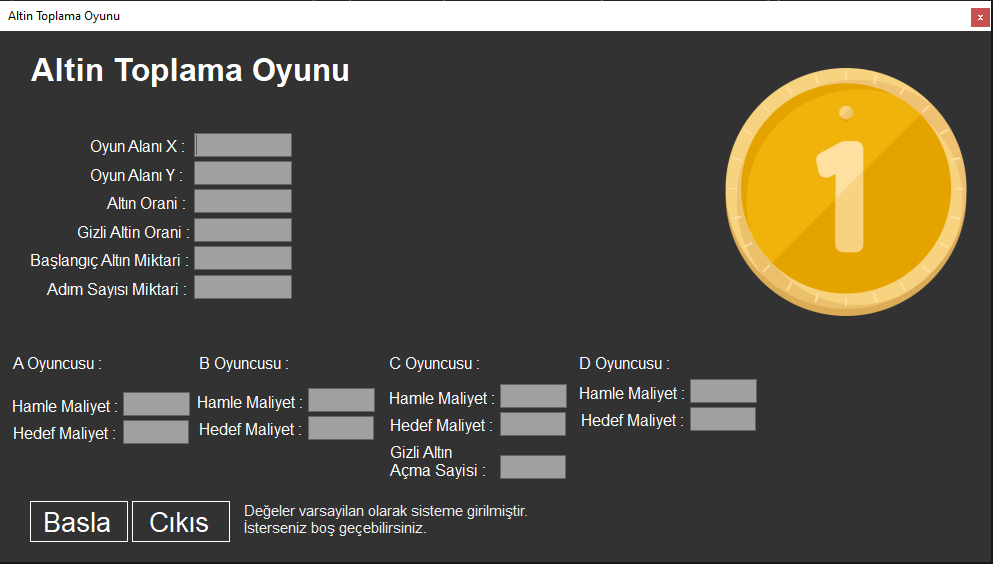 Altin Toplama Oyunu
Altin Toplama Oyunu
1
Oyun Alanı X :
Oyun Alanı Y :
Altın Orani :
Gizli Altin Orani :
Başlangıç Altın Miktari :
Adım Sayısı Miktari :
A Oyuncusu :
Hamle Maliyet :
Hedef Maliyet :
B Oyuncusu :
Hamle Maliyet :
Hedef Maliyet :
C Oyuncusu :
Hamle Maliyet :
Hedef Maliyet :
Gizli Altın
Açma Sayisi :
D Oyuncusu :
Hamle Maliyet :
Hedef Maliyet :
Basla
Cıkıs
Değeler varsayilan olarak sisteme girilmiştir.
İsterseniz boş geçebilirsiniz.